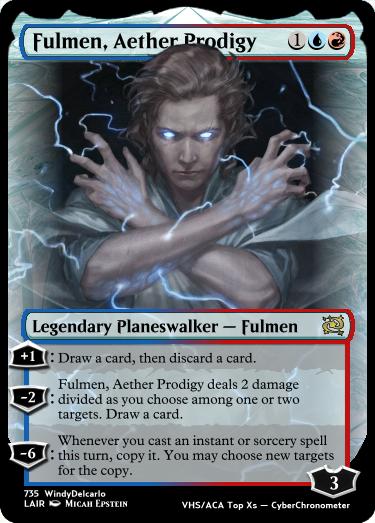 Fulmen, Aether Prodigy 1
Legendary Planeswalker — Fulmen
+1 : Draw a card, then discard a card.
-2 : Fulmen, Aether Prodigy deals 2 damage
divided as you choose among one or two
targets. Draw a card.
-6 : Whenever you cast an instant or sorcery spell
this turn, copy it. You may choose new targets
for the copy.
3
735 WindyDelcarlo
LAIR Micah Epstein
VHS/ACA Top Xs — CyberChronometer